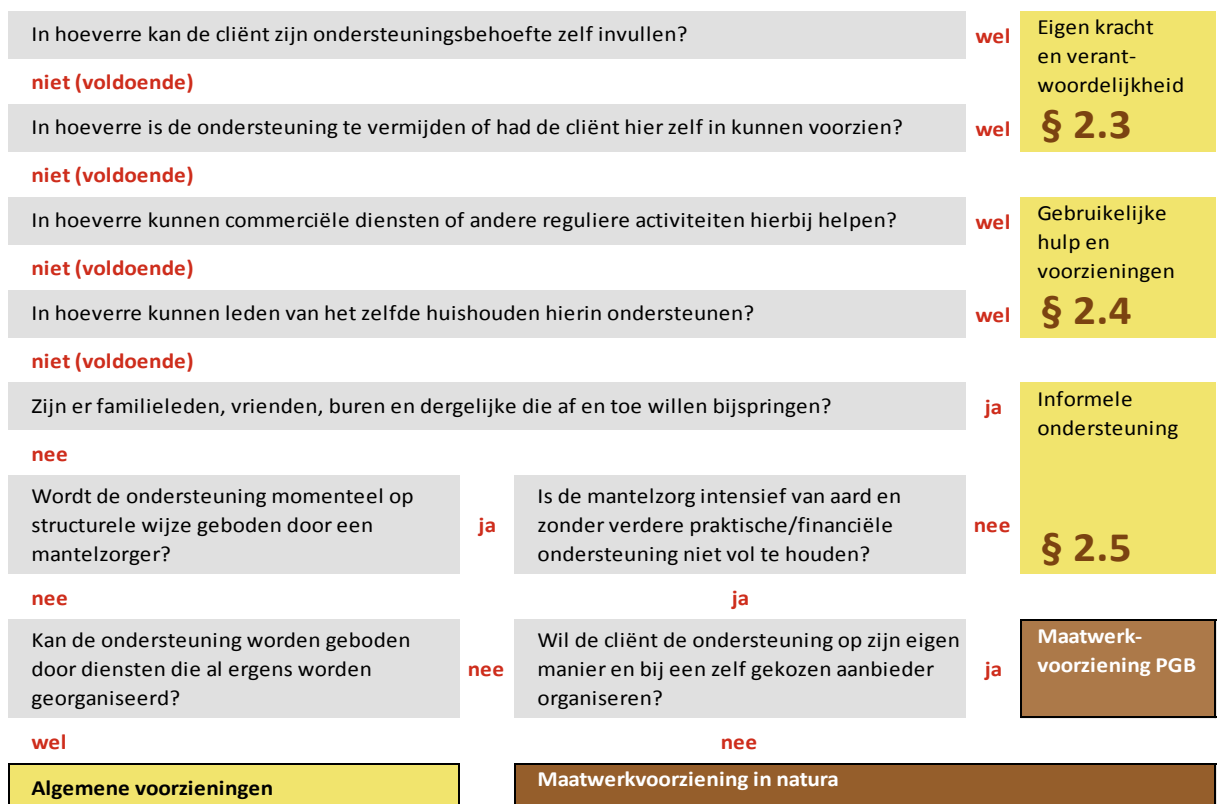 In hoeverre kan de cliënt zijn ondersteuningsbehoefte zelf invullen?
wel
Eigen kracht
en verant-
woordelijkheid
§ 2.3
niet (voldoende)
In hoeverre is de ondersteuning te vermijden of had de cliënt hier zelf in kunnen voorzien?
wel
niet (voldoende)
In hoeverre kunnen commerciële diensten of andere reguliere activiteiten hierbij helpen?
wel
Gebruikelijke
hulp en
voorzieningen
§ 2.4
niet (voldoende)
In hoeverre kunnen leden van het zelfde huishouden hierin ondersteunen?
wel
niet (voldoende)
Zijn er familieleden, vrienden, buren en dergelijke die af en toe willen bijspringen?
ja
Informele
ondersteuning
§ 2.5
nee
Wordt de ondersteuning momenteel op
structurele wijze geboden door een
mantelzorger?
ja
Is de mantelzorg intensief van aard en
zonder verdere praktische/financiële
ondersteuning niet vol te houden?
nee
nee
ja
Kan de ondersteuning worden geboden
door diensten die al ergens worden
georganiseerd?
nee
Wil de cliënt de ondersteuning op zijn eigen
manier en bij een zelf gekozen aanbieder
organiseren?
ja
Maatwerk-
voorziening PGB
wel
nee
Algemene voorzieningen
Maatwerkvoorziening in natura